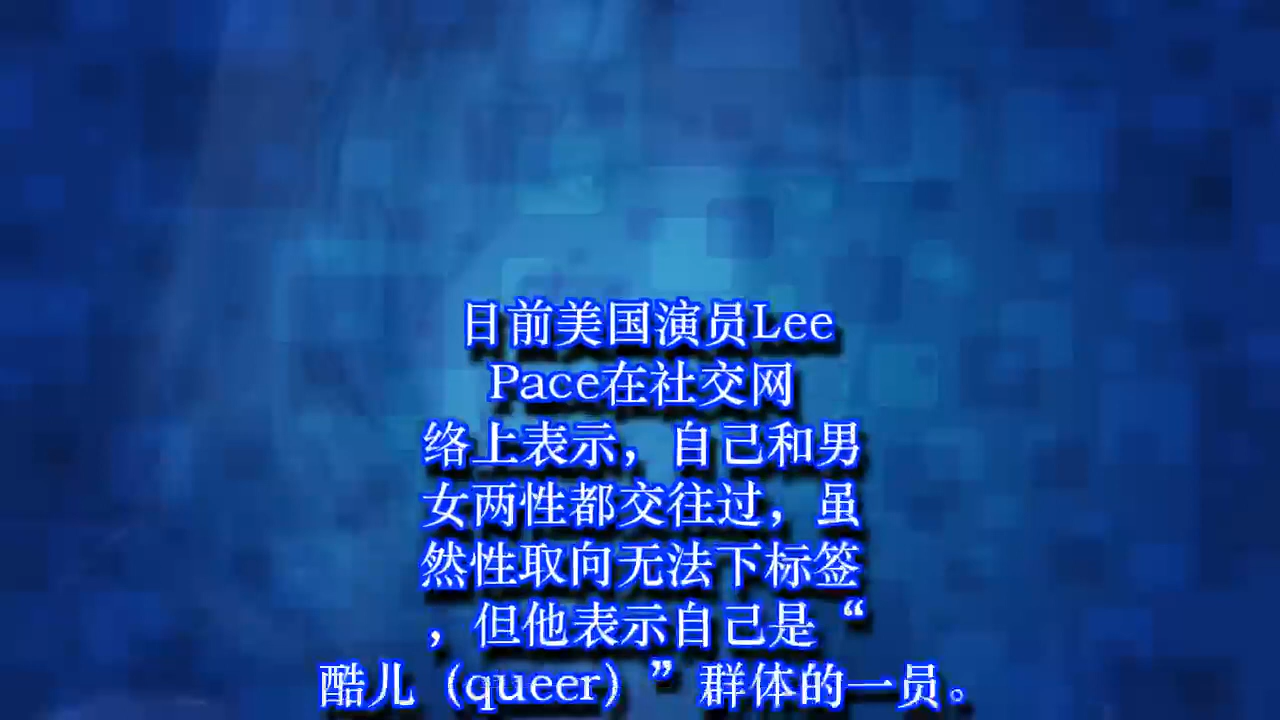 日前美国演员Lee
Pace在社交网
络上表示，自己和男
女两性都交往过，虽
然性取向无法下标签
，但他表示自己是“
酷儿（queer）”群体的一员。